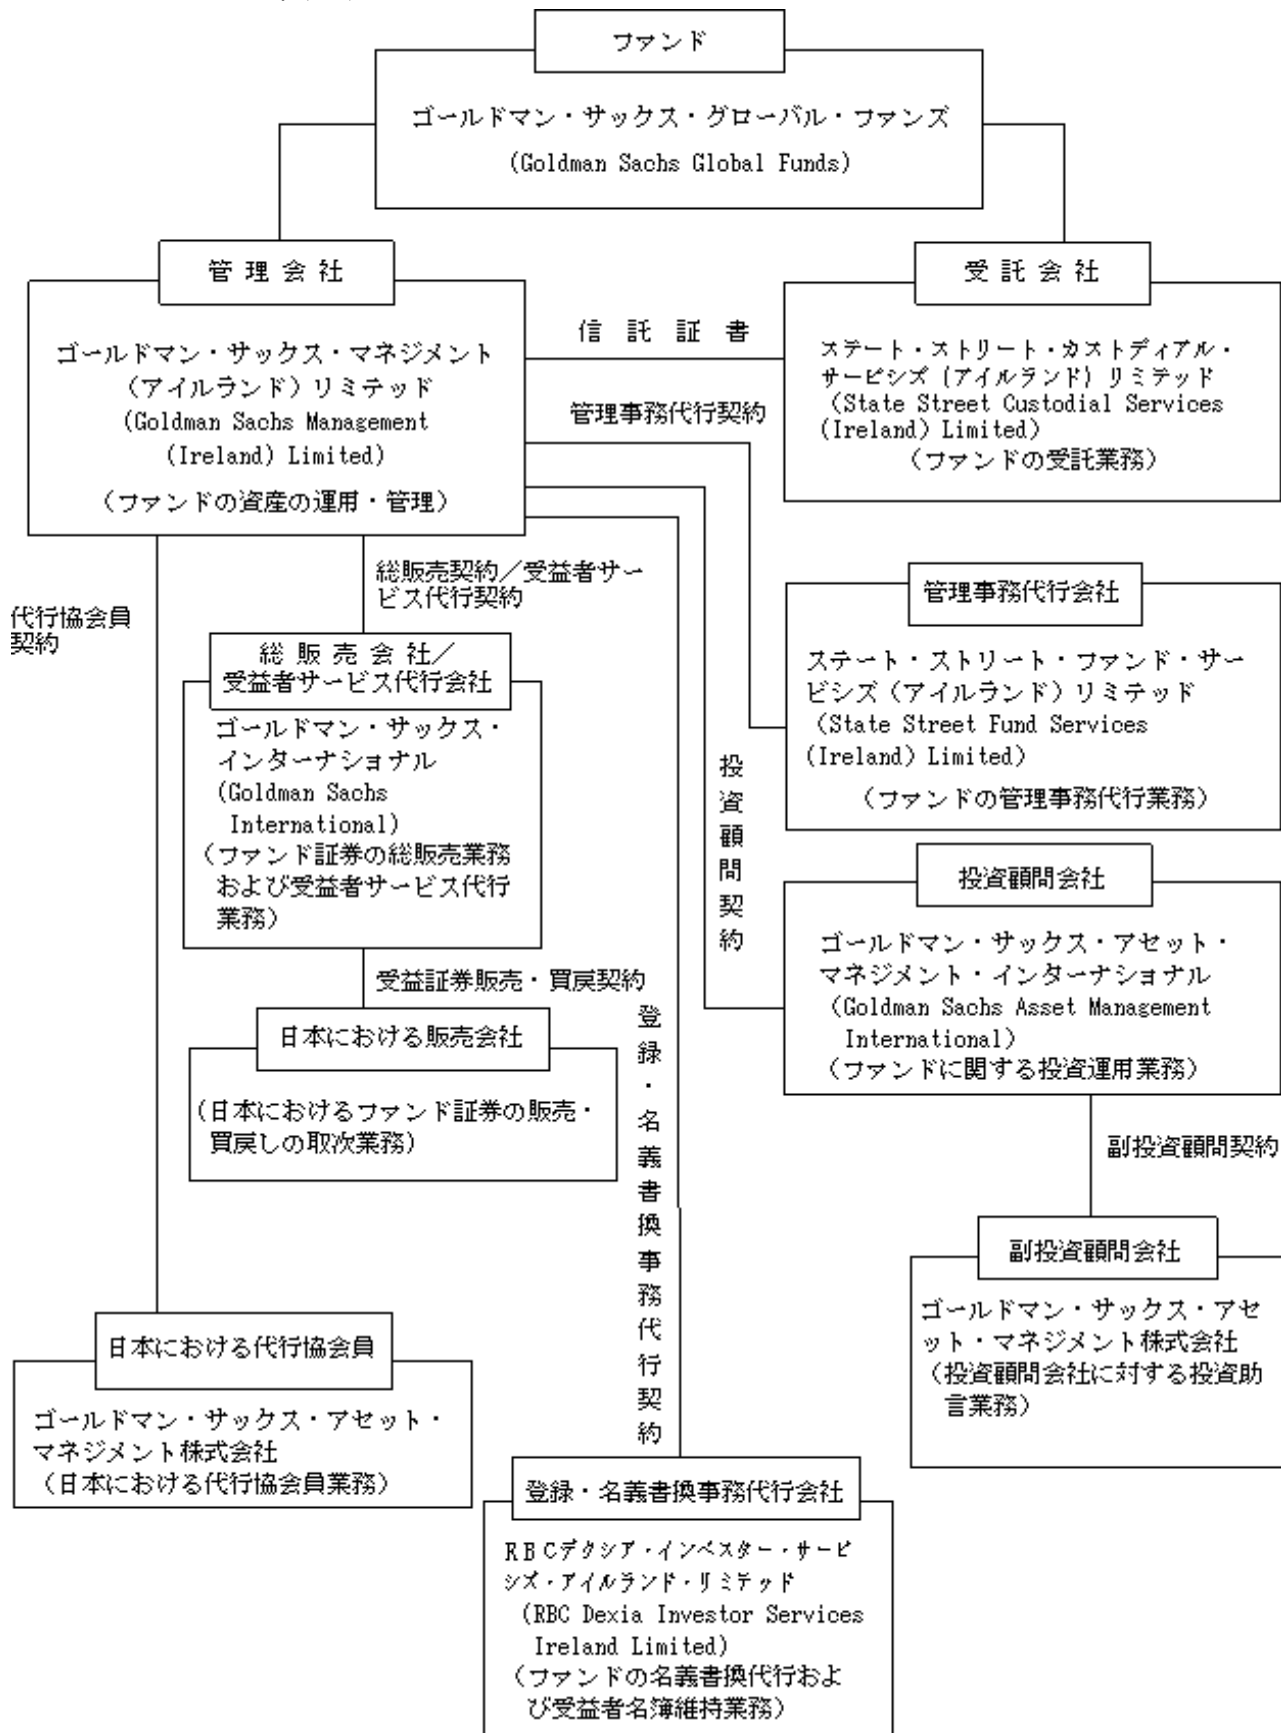 ファンド
ゴールドマン・サックス・グローバル・ファンズ
(Goldman Sachs Global Funds)
管理会社
ゴールドマン・サックス・マネジメント
(アイルランド)リミテッド
(Goldman Sachs Management
(Ireland) Limited)
(ファンドの資産の運用・管理)
信託証書
管理事務代行契約
受託会社
ステート・ストリート・カストディアル・
サービシズ(アイルランド)リミテッド
(State Street Custodial Services
(Ireland) Limited)
(ファンドの受託業務)
代行協会員
契約
総販売契約/受益者サー
ビス代行契約
総販売会社/
受益者サービス代行会社
ゴールドマン・サックス・
インターナショナル
(Goldman Sachs
International)
(ファンド証券の総販売業務
および受益者サービス代行
業務)
管理事務代行会社
ステート・ストリート・ファンド・サー
ビシズ(アイルランド)リミテッド
(State Street Fund Services
(Ireland) Limited)
(ファンドの管理事務代行業務)
投資顧問契約
投資顧問会社
ゴールドマン・サックス・アセット・
マネジメント・インターナショナル
(Goldman Sachs Asset Management
International)
(ファンドに関する投資運用業務)
受益証券販売・買戻契約
日本における販売会社
(日本におけるファンド証券の販売・
買戻しの取次業務)
登録・名義書換事務代行契約
副投資顧問契約
副投資顧問会社
ゴールドマン・サックス・アセ
ット・マネジメント株式会社
(投資顧問会社に対する投資助
言業務)
日本における代行協会員
ゴールドマン・サックス・アセット・
マネジメント株式会社
(日本における代行協会員業務)
登録・名義書換事務代行会社
RBCデクシア・インベスター・サービ
シズ・アイルランド・リミテッド
(RBC Dexia Investor Services
Ireland Limited)
(ファンドの名義書換代行およ
び受益者名簿維持業務)